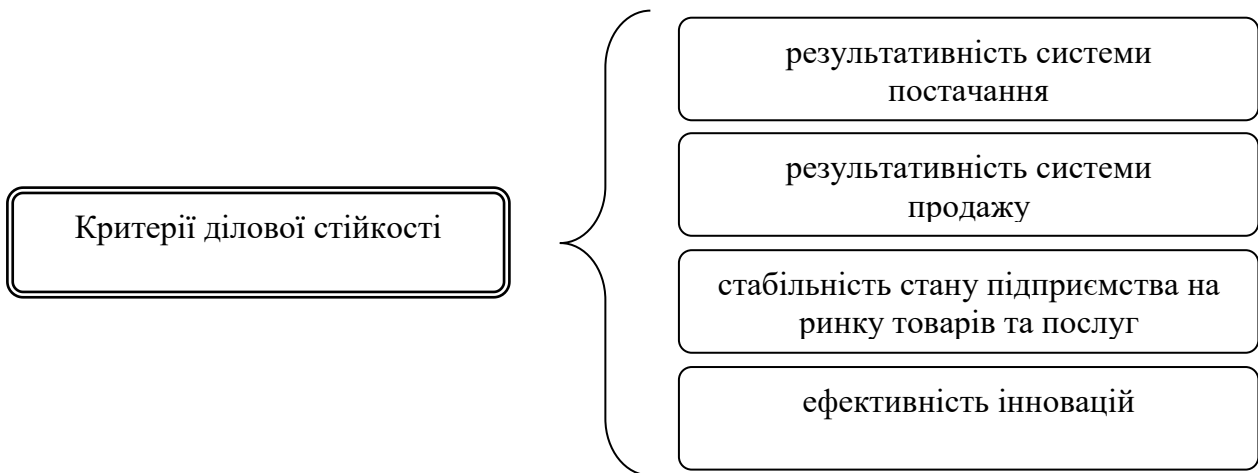 Критерії ділової стійкості
результативність системи
постачання
результативність системи
продажу
стабільність стану підприємства на
ринку товарів та послуг
ефективність інновацій